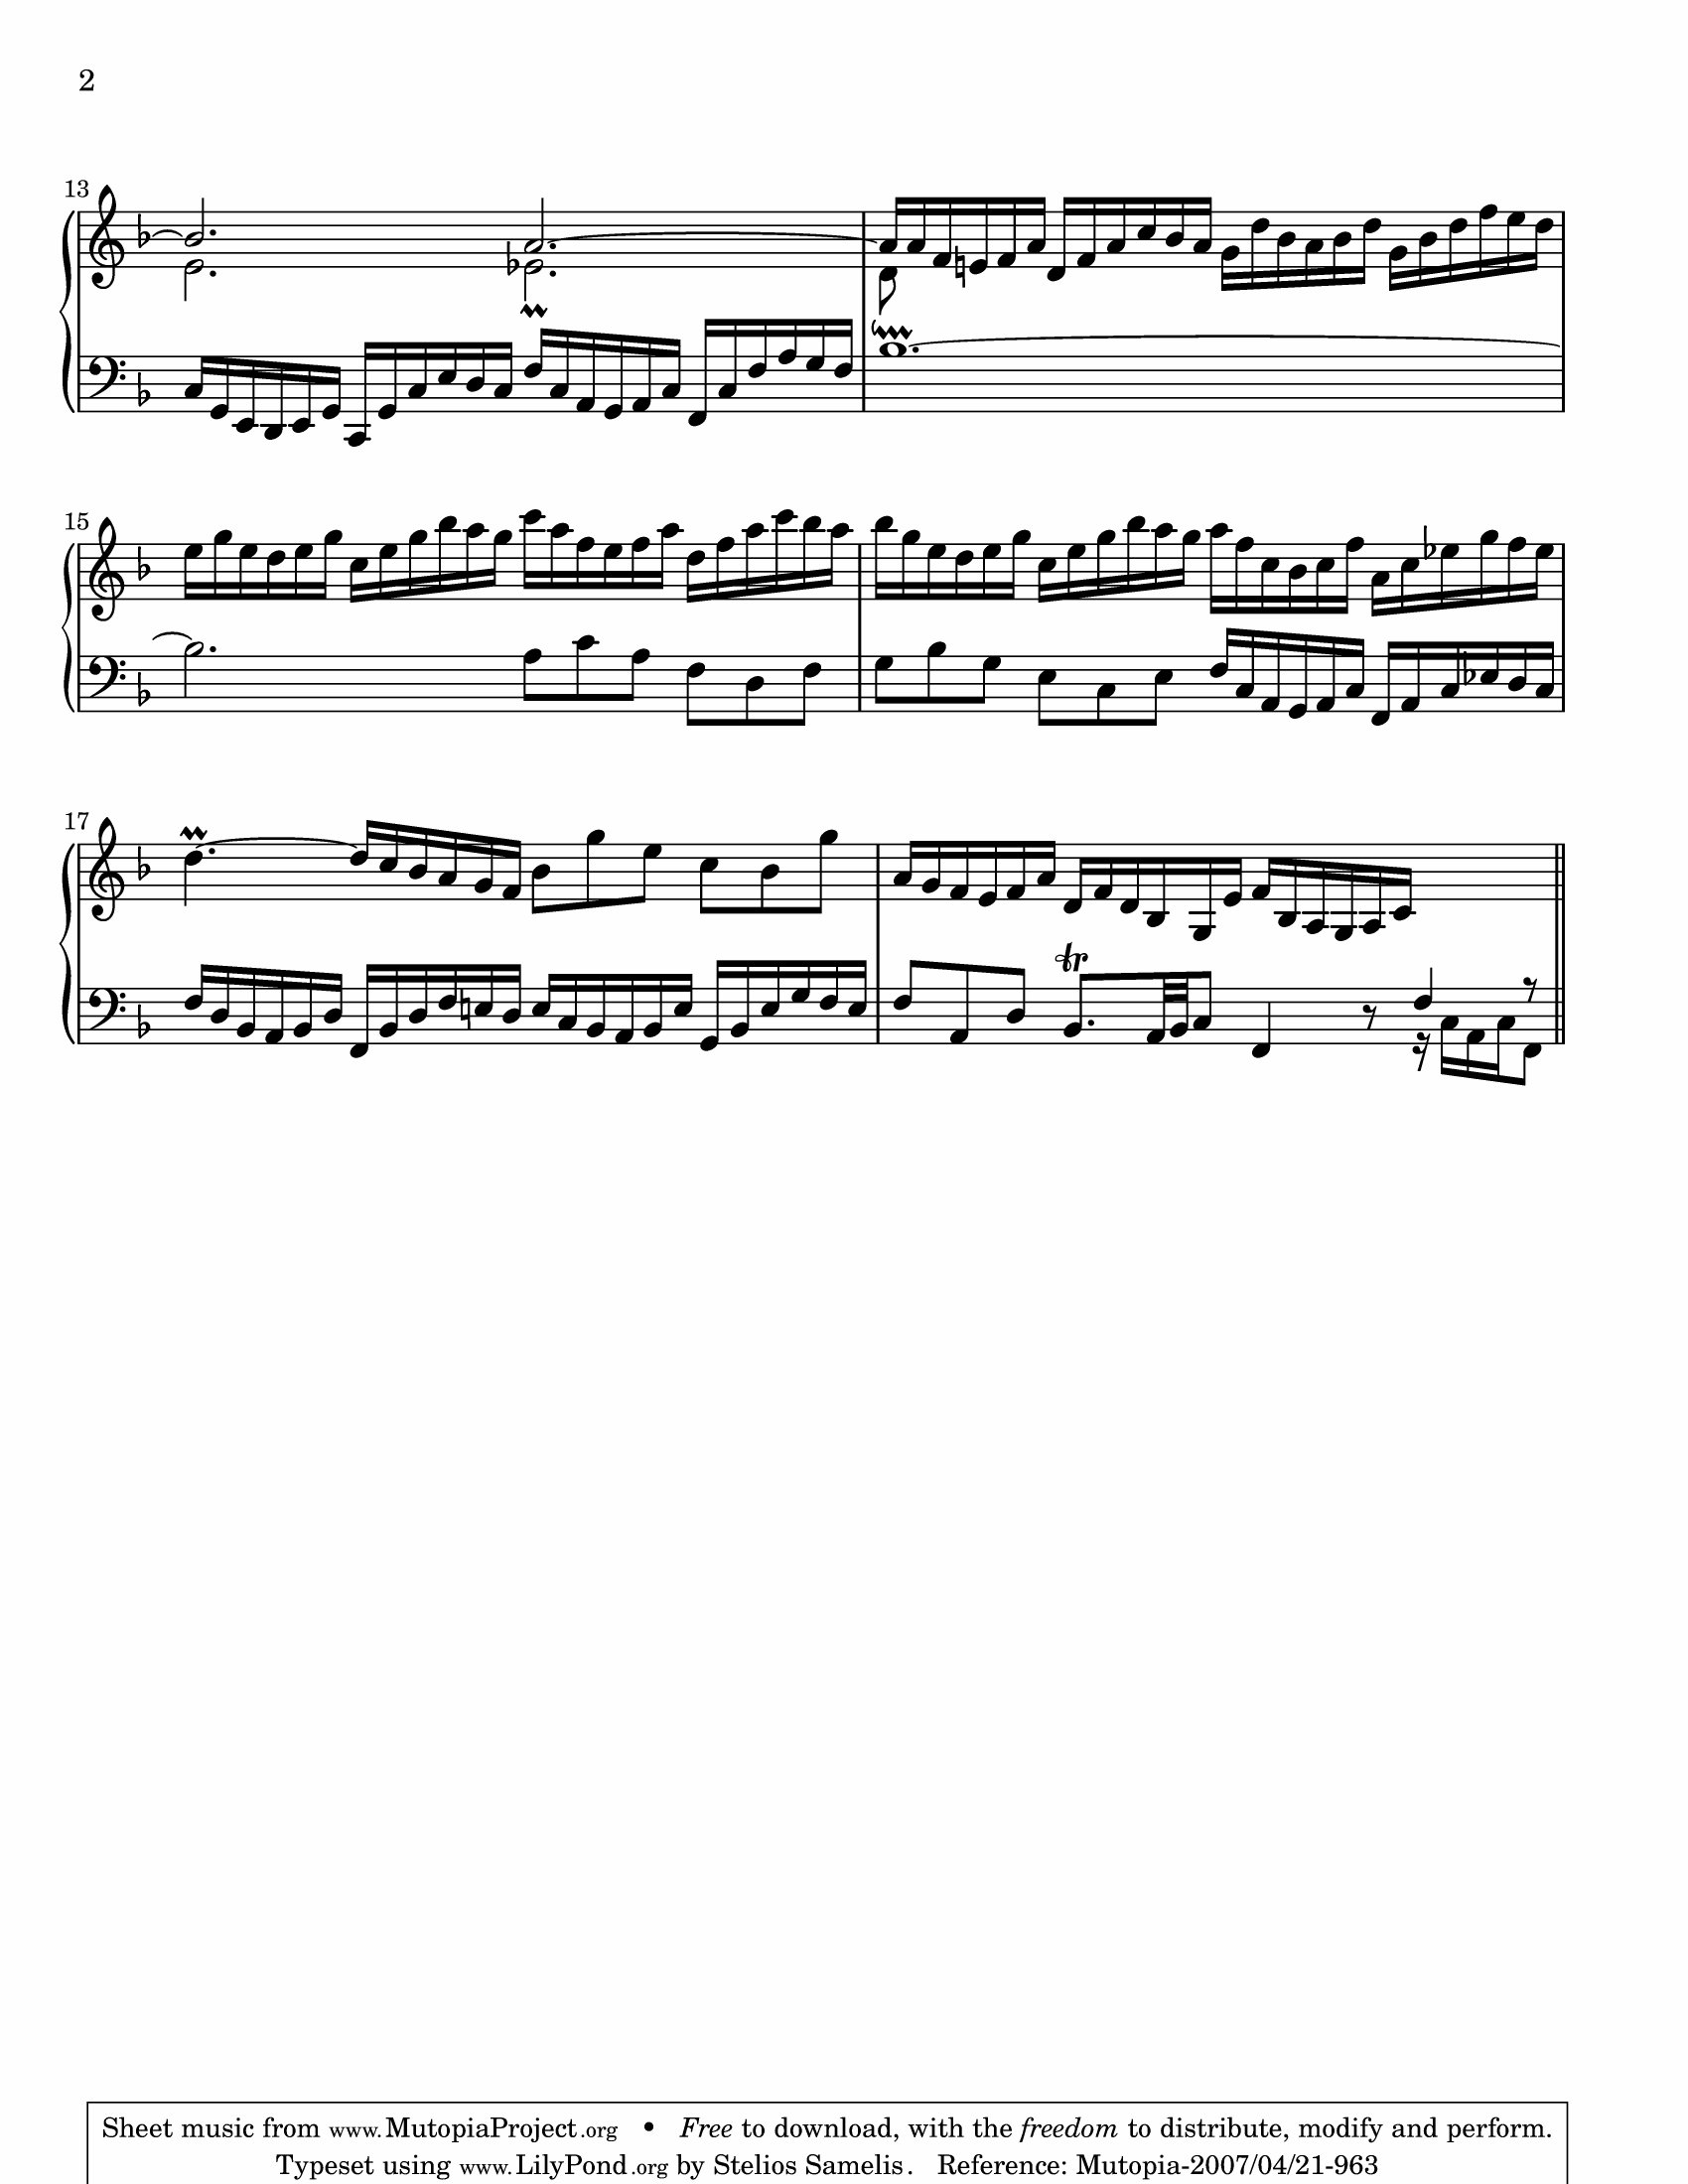 2
13
15
17
Sheet music from www.MutopiaProject.org • Free to download, with the freedom to distribute, modify and perform.
Typeset using www.LilyPond.org by Stelios Samelis. Reference: Mutopia-2007/04/21-963